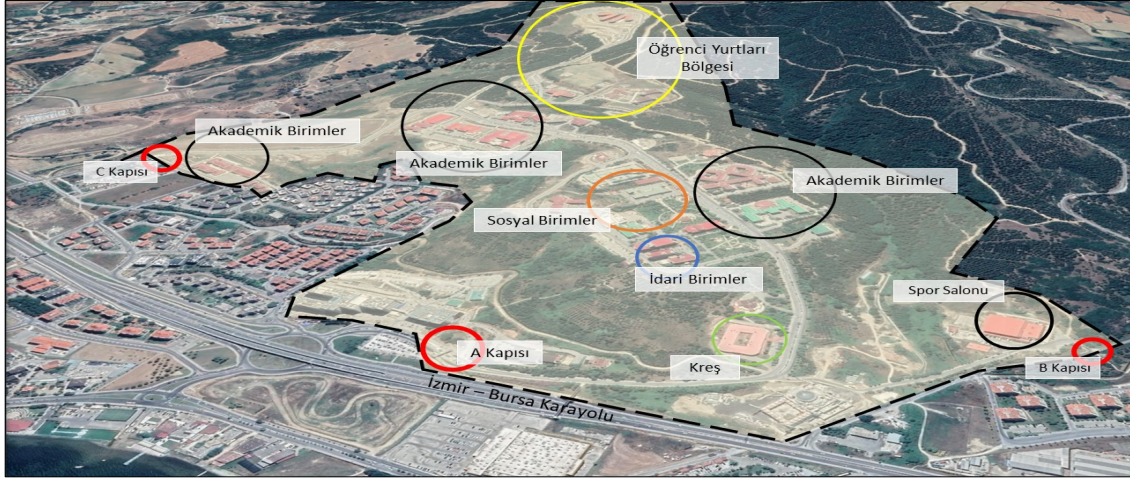 Öğrenci Yurtları
Bölgesi
Akademik Birimler
C Kapısı
Akademik Birimler
Akademik Birimler
Sosyal Birimler
İdari Birimler
Spor Salonu
A Kapısı
Kreş
B Kapısı
İzmir – Bursa Karayolu